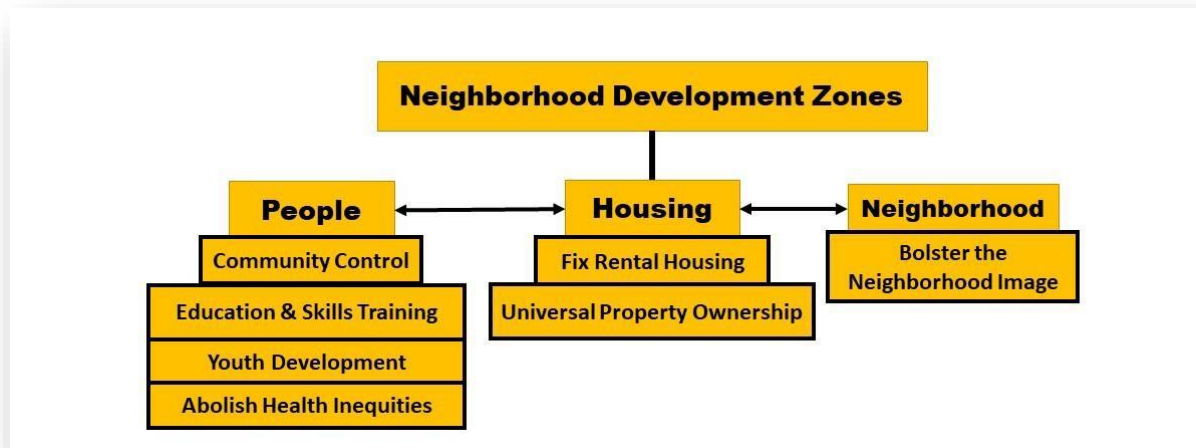 Neighborhood Development Zones
People
Community Control
Education & Skills Training
Youth Development
Abolish Health Inequities
Housing
Fix Rental Housing
Universal Property Ownership
Neighborhood
Bolster the
Neighborhood Image